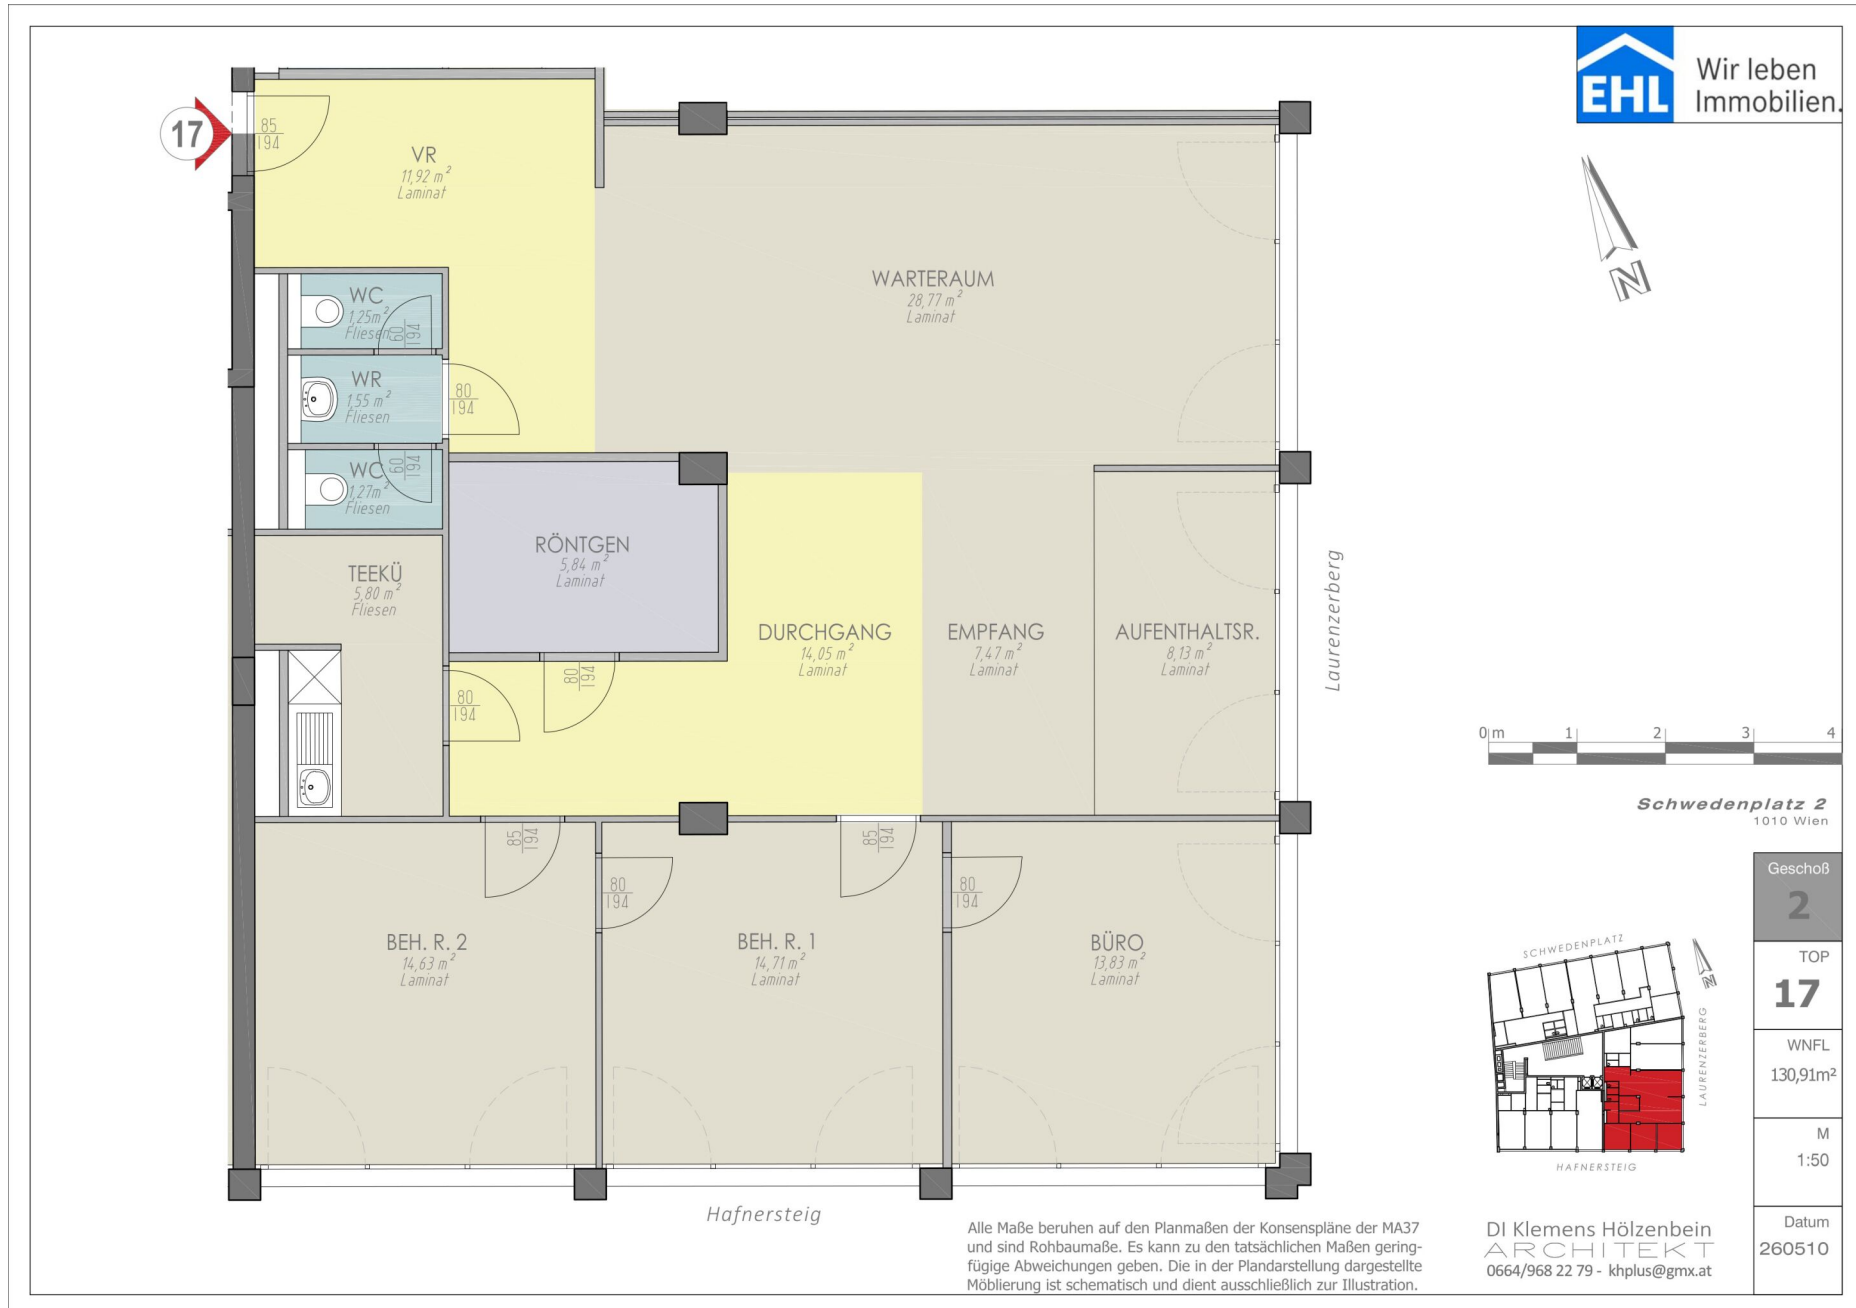 EHL
Wir leben
Immobilien.
17
85
194
VR
11,92 m²
Laminat
N
WARTERAUM
28,77 m²
Laminat
WC
1,25m²
Fliesen
60
194
WR
1,55 m²
Fliesen
80
194
WC
1,27m²
Fliesen
60
194
RÖNTGEN
5,84 m²
Laminat
TEEKÜ
5,80 m²
Fliesen
DURCHGANG
14,05 m²
Laminat
EMPFANG
7,47 m²
Laminat
AUFENTHALTSR.
8,13 m²
Laminat
Laurenzerberg
80
194
80
194
0 m 1 2 3 4
Schwedenplatz 2
1010 Wien
85
194
85
194
80
194
80
194
BEH. R. 2
14,63 m²
Laminat
BEH. R. 1
14,71 m²
Laminat
BÜRO
13,83 m²
Laminat
Geschoß
2
TOP
17
WNFL
130,91m²
M
1:50
Datum
260510
SCHWEDENPLATZ
N
LAURENZERBERG
HAFNERSTEIG
Hafnersteig
Alle Maße beruhen auf den Planmaßen der Konsenspläne der MA37
und sind Rohbaumaße. Es kann zu den tatsächlichen Maßen gering-
fügige Abweichungen geben. Die in der Plandarstellung dargestellte
Möblierung ist schematisch und dient ausschließlich zur Illustration.
DI Klemens Hölzenbein
ARCHITEKT
0664/968 22 79 - khplus@gmx.at